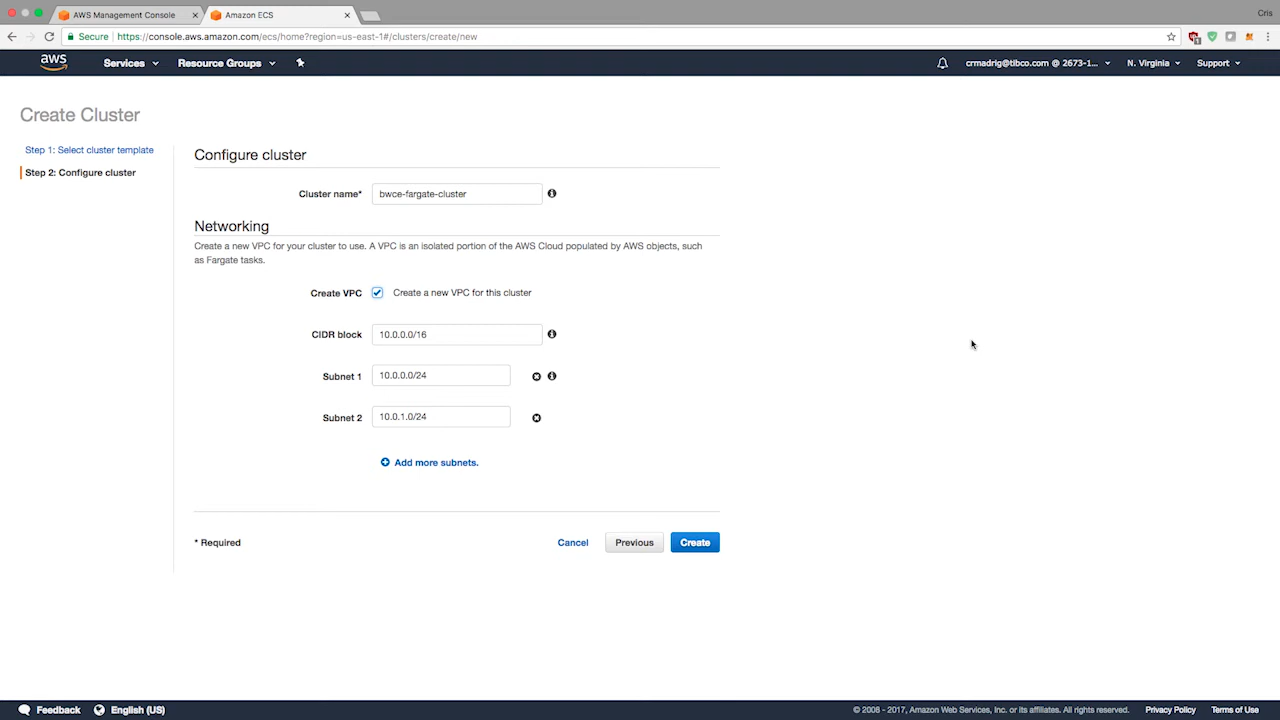 AWS Management Console
Amazon ECS
Cris
Secure https://console.aws.amazon.com/ecs/home?region=us-east-1#/clusters/create/new
aws Services Resource Groups crmadrig@tibco.com @ 2673-1... N. Virginia Support
Create Cluster
Step 1: Select cluster template
Step 2: Configure cluster
Configure cluster
Cluster name* bwce-fargate-cluster
Networking
Create a new VPC for your cluster to use. A VPC is an isolated portion of the AWS Cloud populated by AWS objects, such
as Fargate tasks.
Create VPC Create a new VPC for this cluster
CIDR block 10.0.0.0/16
Subnet 1 10.0.0.0/24
Subnet 2 10.0.1.0/24
Add more subnets.
* Required Cancel Previous Create
Feedback English (US) © 2008 - 2017, Amazon Web Services, Inc. or its affiliates. All rights reserved. Privacy Policy Terms of Use